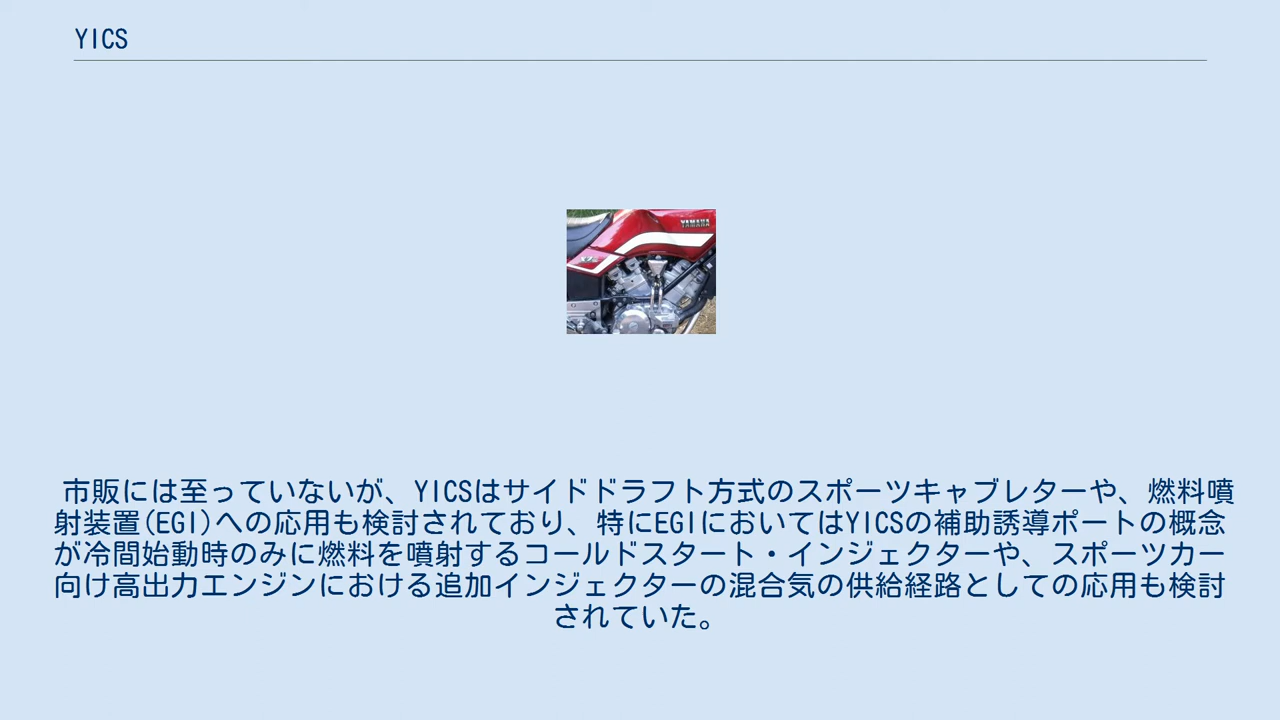 YICS
YAMAHA
市販には至っていないが、YICSはサイドドラフト方式のスポーツキャブレターや、燃料噴
射装置(EGI)への応用も検討されており、特にEGIにおいてはYICSの補助誘導ポートの概念
が冷間始動時のみに燃料を噴射するコールドスタート・インジェクターや、スポーツカー
向け高出力エンジンにおける追加インジェクターの混合気の供給経路としての応用も検討
されていた。